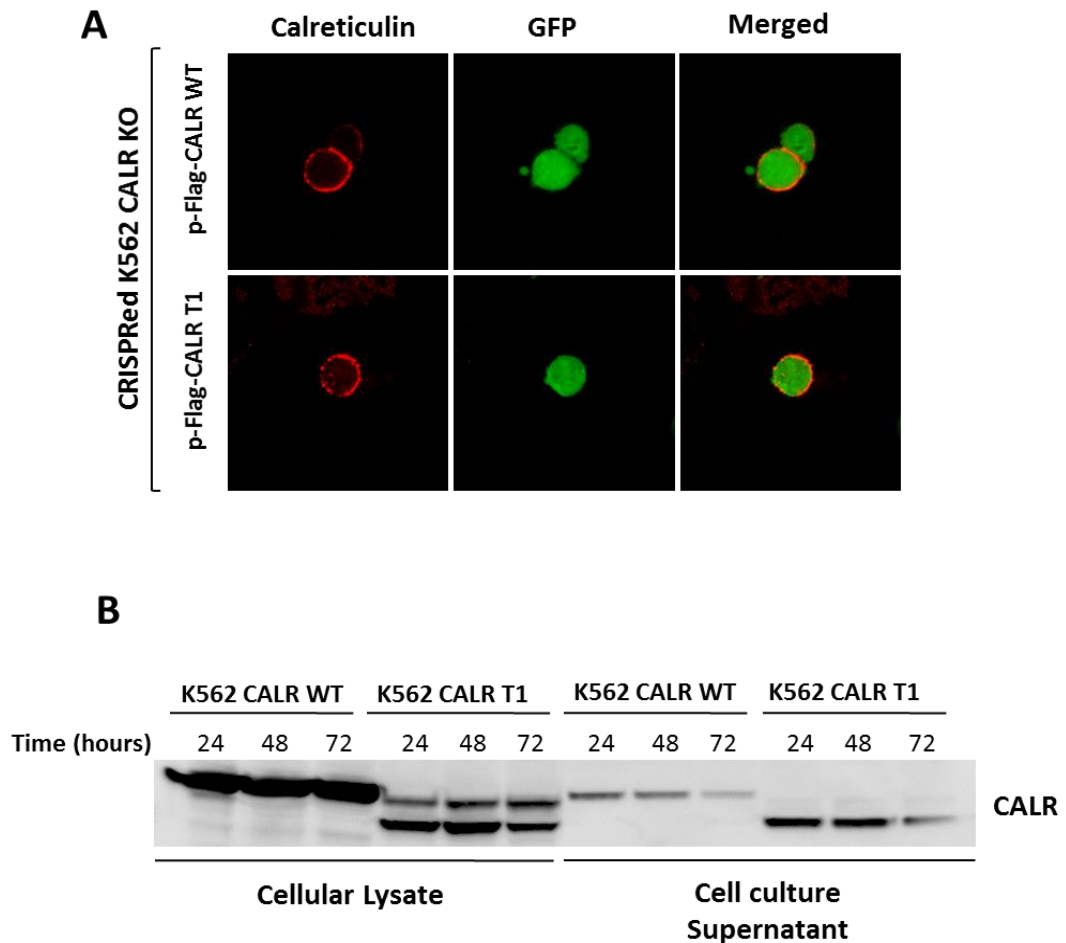 A
Calreticulin GFP Merged
CRISPRed K562 CALR KO
p-Flag-CALR WT
p-Flag-CALR T1
B
K562 CALR WT K562 CALR T1 K562 CALR WT K562 CALR T1
Time (hours) 24 48 72 24 48 72 24 48 72 24 48 72
CALR
Cellular Lysate
Cell culture
Supernatant